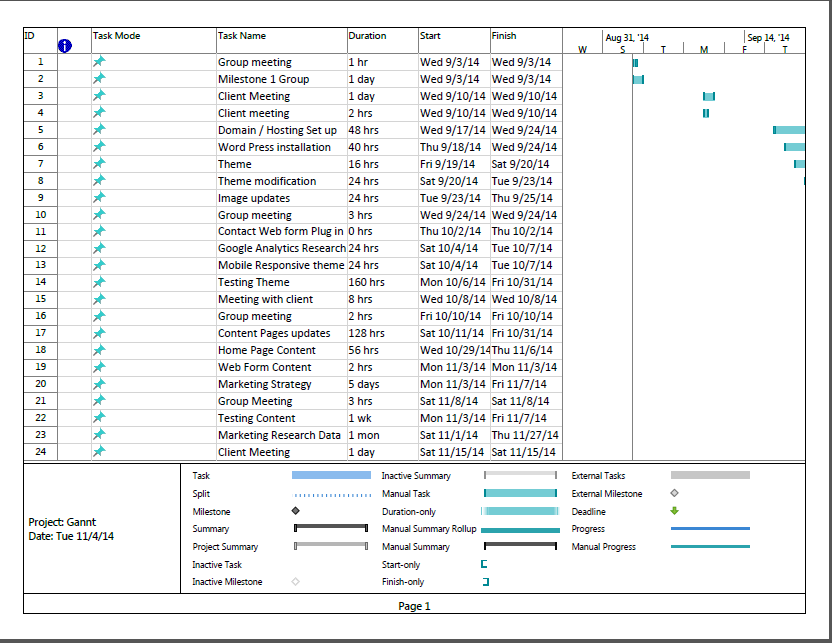 ID Task Mode Task Name Duration Start Finish Aug 31, '14 Sep 14, '14
W S T M F T
1 Group meeting 1 hr Wed 9/3/14 Wed 9/3/14
2 Milestone 1 Group 1 day Wed 9/3/14 Wed 9/3/14
3 Client Meeting 1 day Wed 9/10/14 Wed 9/10/14
4 Client meeting 2 hrs Wed 9/10/14 Wed 9/10/14
5 Domain / Hosting Set up 48 hrs Wed 9/17/14 Wed 9/24/14
6 Word Press installation 40 hrs Thu 9/18/14 Wed 9/24/14
7 Theme 16 hrs Fri 9/19/14 Sat 9/20/14
8 Theme modification 24 hrs Sat 9/20/14 Tue 9/23/14
9 Image updates 24 hrs Tue 9/23/14 Thu 9/25/14
10 Group meeting 3 hrs Wed 9/24/14 Wed 9/24/14
11 Contact Web form Plug in 0 hrs Thu 10/2/14 Thu 10/2/14
12 Google Analytics Research 24 hrs Sat 10/4/14 Tue 10/7/14
13 Mobile Responsive theme 24 hrs Sat 10/4/14 Tue 10/7/14
14 Testing Theme 160 hrs Mon 10/6/14 Fri 10/31/14
15 Meeting with client 8 hrs Wed 10/8/14 Wed 10/8/14
16 Group meeting 2 hrs Fri 10/10/14 Fri 10/10/14
17 Content Pages updates 128 hrs Sat 10/11/14 Fri 10/31/14
18 Home Page Content 56 hrs Wed 10/29/14 Thu 11/6/14
19 Web Form Content 2 hrs Mon 11/3/14 Mon 11/3/14
20 Marketing Strategy 5 days Mon 11/3/14 Fri 11/7/14
21 Group Meeting 3 hrs Sat 11/8/14 Sat 11/8/14
22 Testing Content 1 wk Mon 11/3/14 Fri 11/7/14
23 Marketing Research Data 1 mon Sat 11/1/14 Thu 11/27/14
24 Client Meeting 1 day Sat 11/15/14 Sat 11/15/14
Project: Gannt
Date: Tue 11/4/14
Task Inactive Summary External Tasks
Split Manual Task External Milestone
Milestone Duration-only Deadline
Summary Manual Summary Rollup Progress
Project Summary Manual Summary Manual Progress
Inactive Task Start-only
Inactive Milestone Finish-only
Page 1